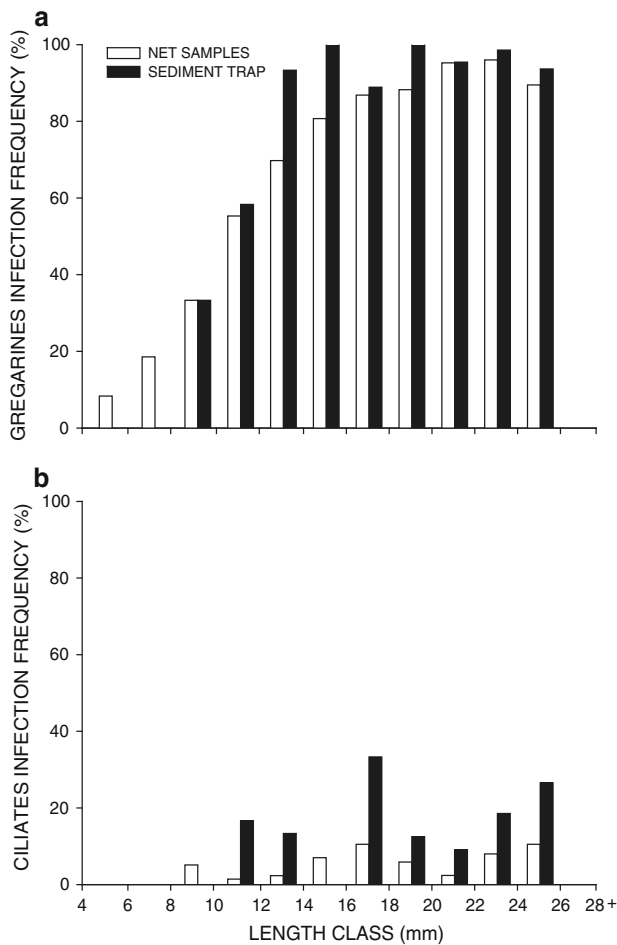 a
100
80
60
40
20
0
GREGARINES INFECTION FREQUENCY (%)
NET SAMPLES
SEDIMENT TRAP
b
100
80
60
40
20
0
CILIATES INFECTION FREQUENCY (%)
4 6 8 10 12 14 16 18 20 22 24 26 28 +
LENGTH CLASS (mm)